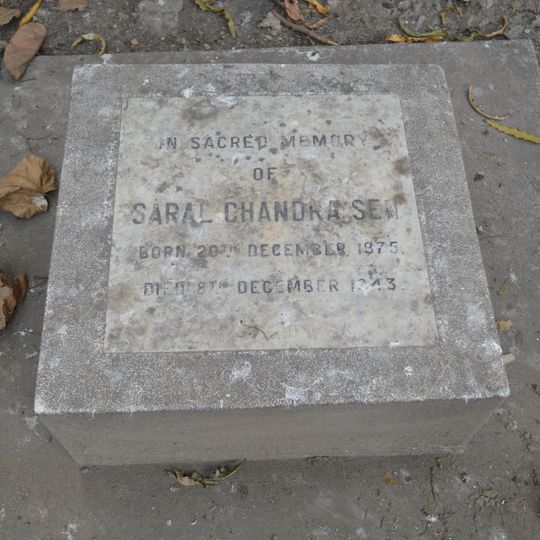 IN SACRED MEMORY
OF
SARAL CHANDRA SEN
BORN 20TH DECEMBER 1875.
DIED 8TH DECEMBER 1943.